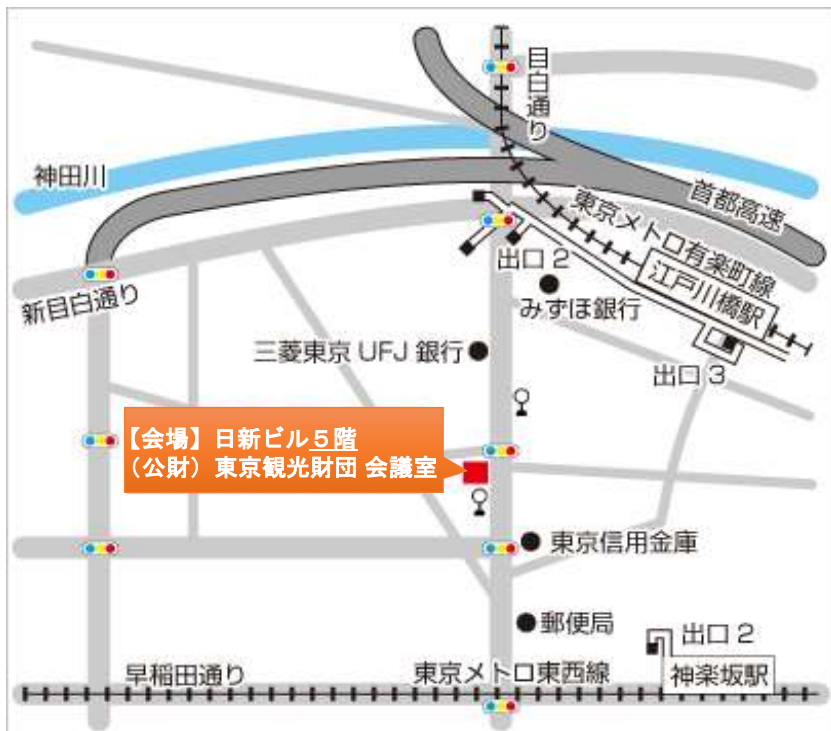 目白通り
神田川
首都高速
東京メトロ有楽町線
江戸川橋駅
出口2
新目白通り
みずほ銀行
三菱東京 UFJ 銀行
出口3
【会場】日新ビル5階
（公財）東京観光財団 会議室
東京信用金庫
郵便局
出口2
早稲田通り
東京メトロ東西線
神楽坂駅